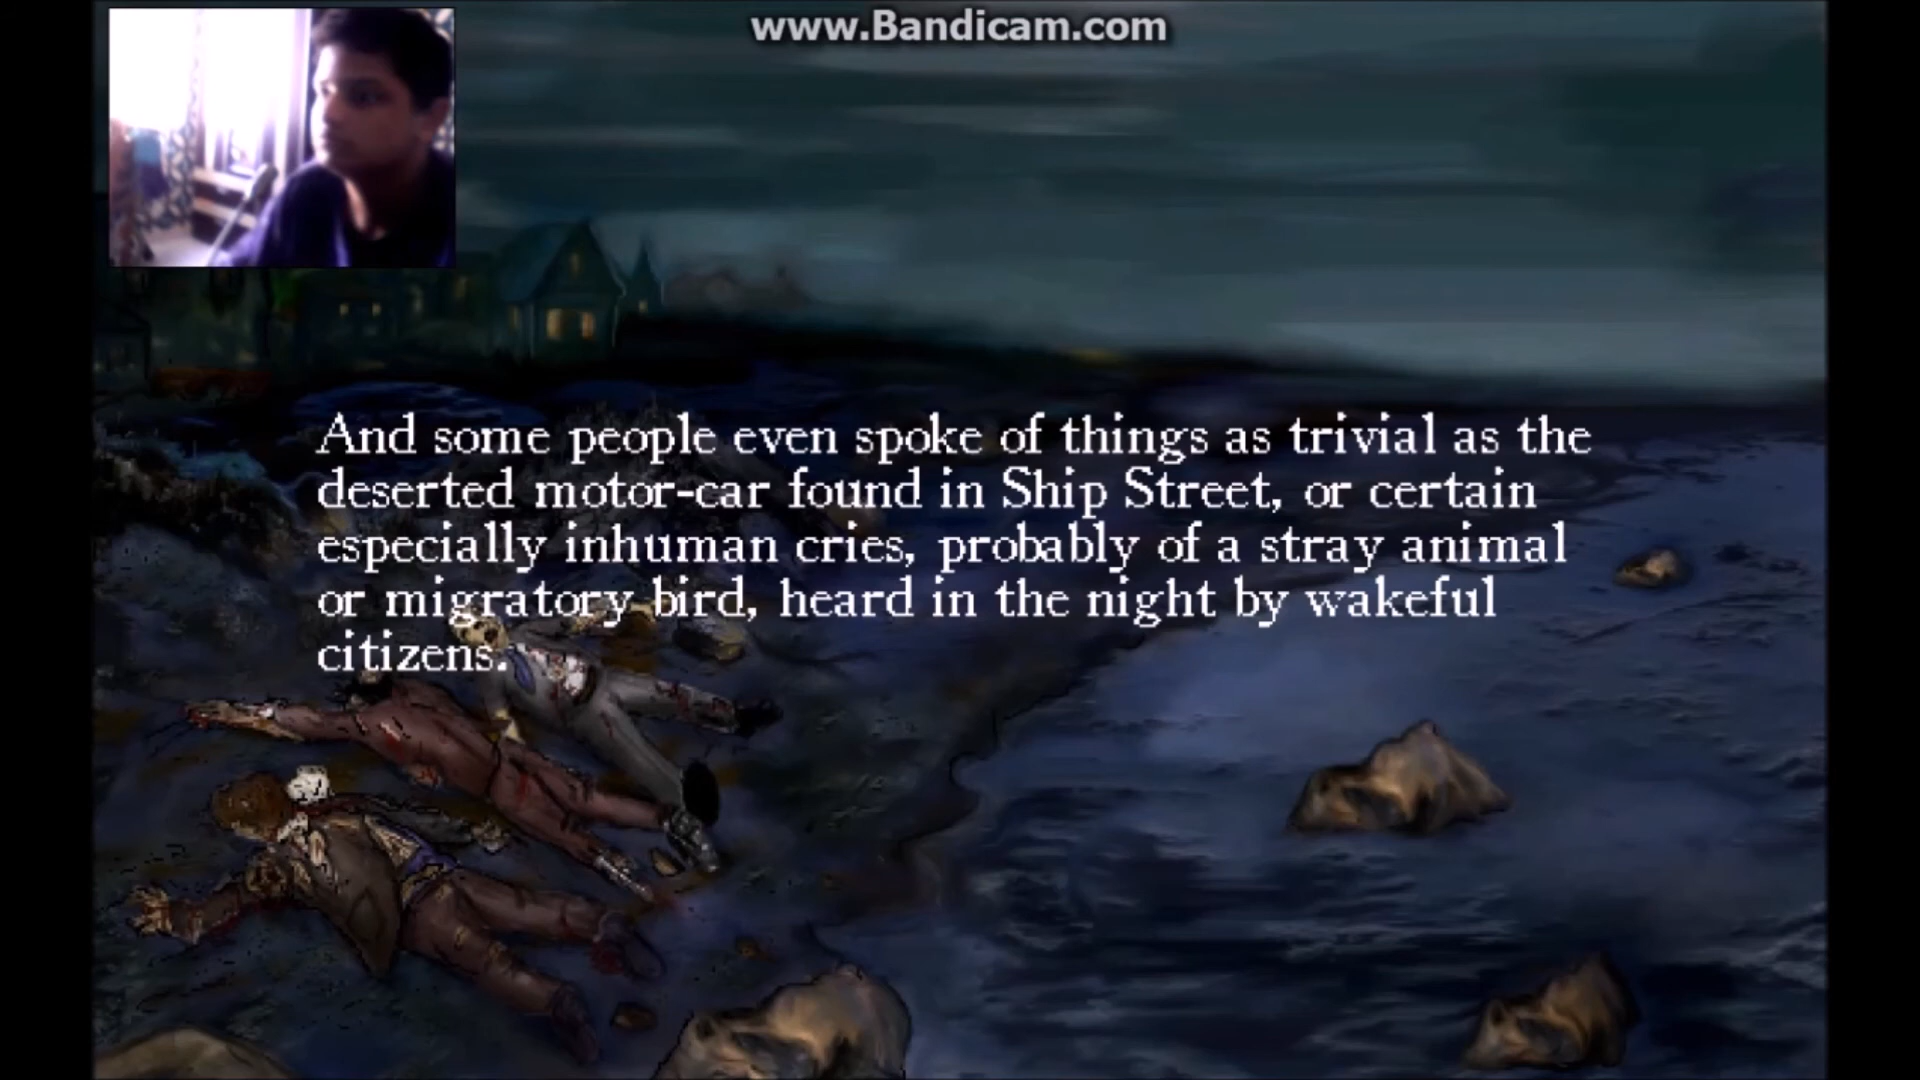 www.Bandicam.com
And some people even spoke of things as trivial as the
deserted motor-car found in Ship Street, or certain
especially inhuman cries, probably of a stray animal
or migratory bird, heard in the night by wakeful
citizens.